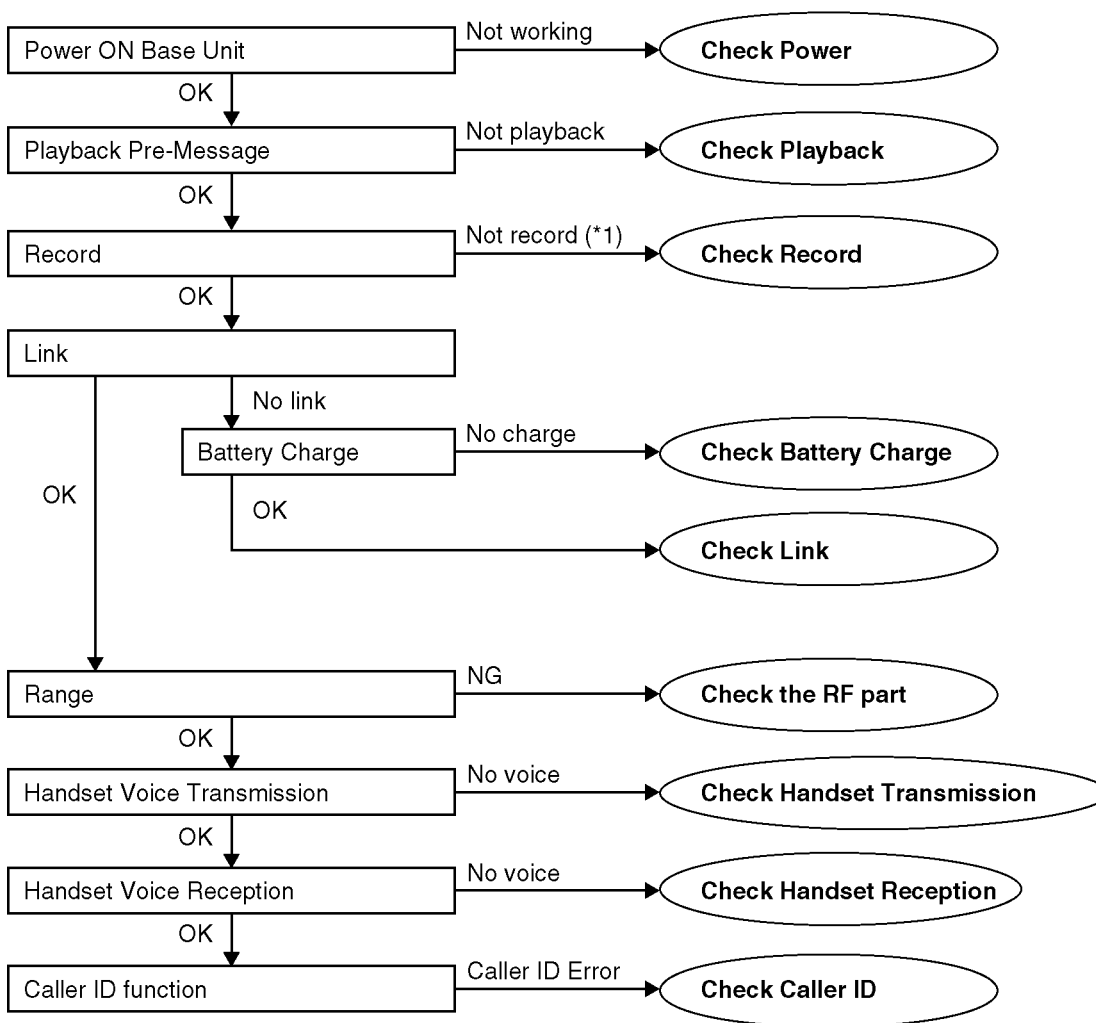 Power ON Base Unit
Not working
Check Power
OK
Playback Pre-Message
Not playback
Check Playback
OK
Record
Not record (*1)
Check Record
OK
Link
No link
Battery Charge
No charge
Check Battery Charge
OK
OK
Check Link
Range
NG
Check the RF part
OK
Handset Voice Transmission
No voice
Check Handset Transmission
OK
Handset Voice Reception
No voice
Check Handset Reception
OK
Caller ID function
Caller ID Error
Check Caller ID